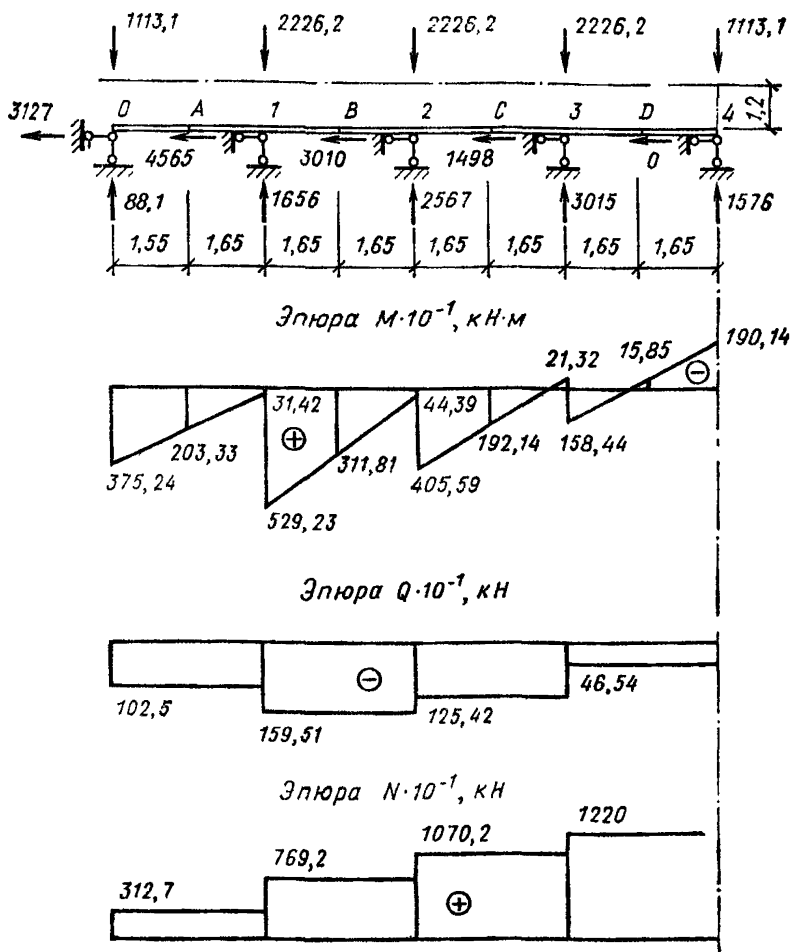 1113,1 2226,2 2226,2 2226,2 1113,1
3127 0 A 1 B 2 C 3 D 4 1,2
4565 3010 1498 0
88,1 1656 2567 3015 1576
1,55 1,65 1,65 1,65 1,65 1,65 1,65 1,65
Эпюра M·10⁻¹, кН·м
190,14
21,32 15,85 ⊖
31,42 44,39
203,33 ⊕ 311,81 192,14 158,44
375,24 405,59
529,23
Эпюра Q·10⁻¹, кН
⊖ 46,54
102,5 159,51 125,42
Эпюра N·10⁻¹, кН
1220
1070,2
769,2
312,7 ⊕